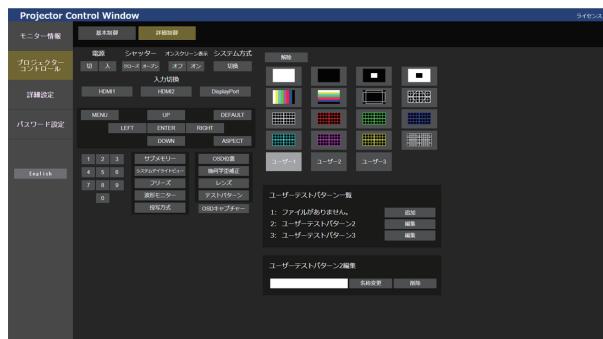 Projector Control Window
ライセンス
モニター情報
プロジェクター
コントロール
詳細設定
パスワード設定
English
基本制御
詳細制御
電源
シャッター
オンスクリーン表示
システム方式
切
入
クローズ
オープン
オフ
オン
切換
入力切換
HDMI1
HDMI2
DisplayPort
MENU
UP
DEFAULT
LEFT
ENTER
RIGHT
DOWN
ASPECT
1 2 3
4 5 6
7 8 9
0
サブメモリー
システムデイライトビュー
フリーズ
波形モニター
投写方式
OSD位置
幾何学歪補正
レンズ
テストパターン
OSDキャプチャー
解除
ユーザー1
ユーザー2
ユーザー3
ユーザーテストパターン一覧
1: ファイルがありません。
追加
2: ユーザーテストパターン2
編集
3: ユーザーテストパターン3
編集
ユーザーテストパターン2編集
名称変更
削除